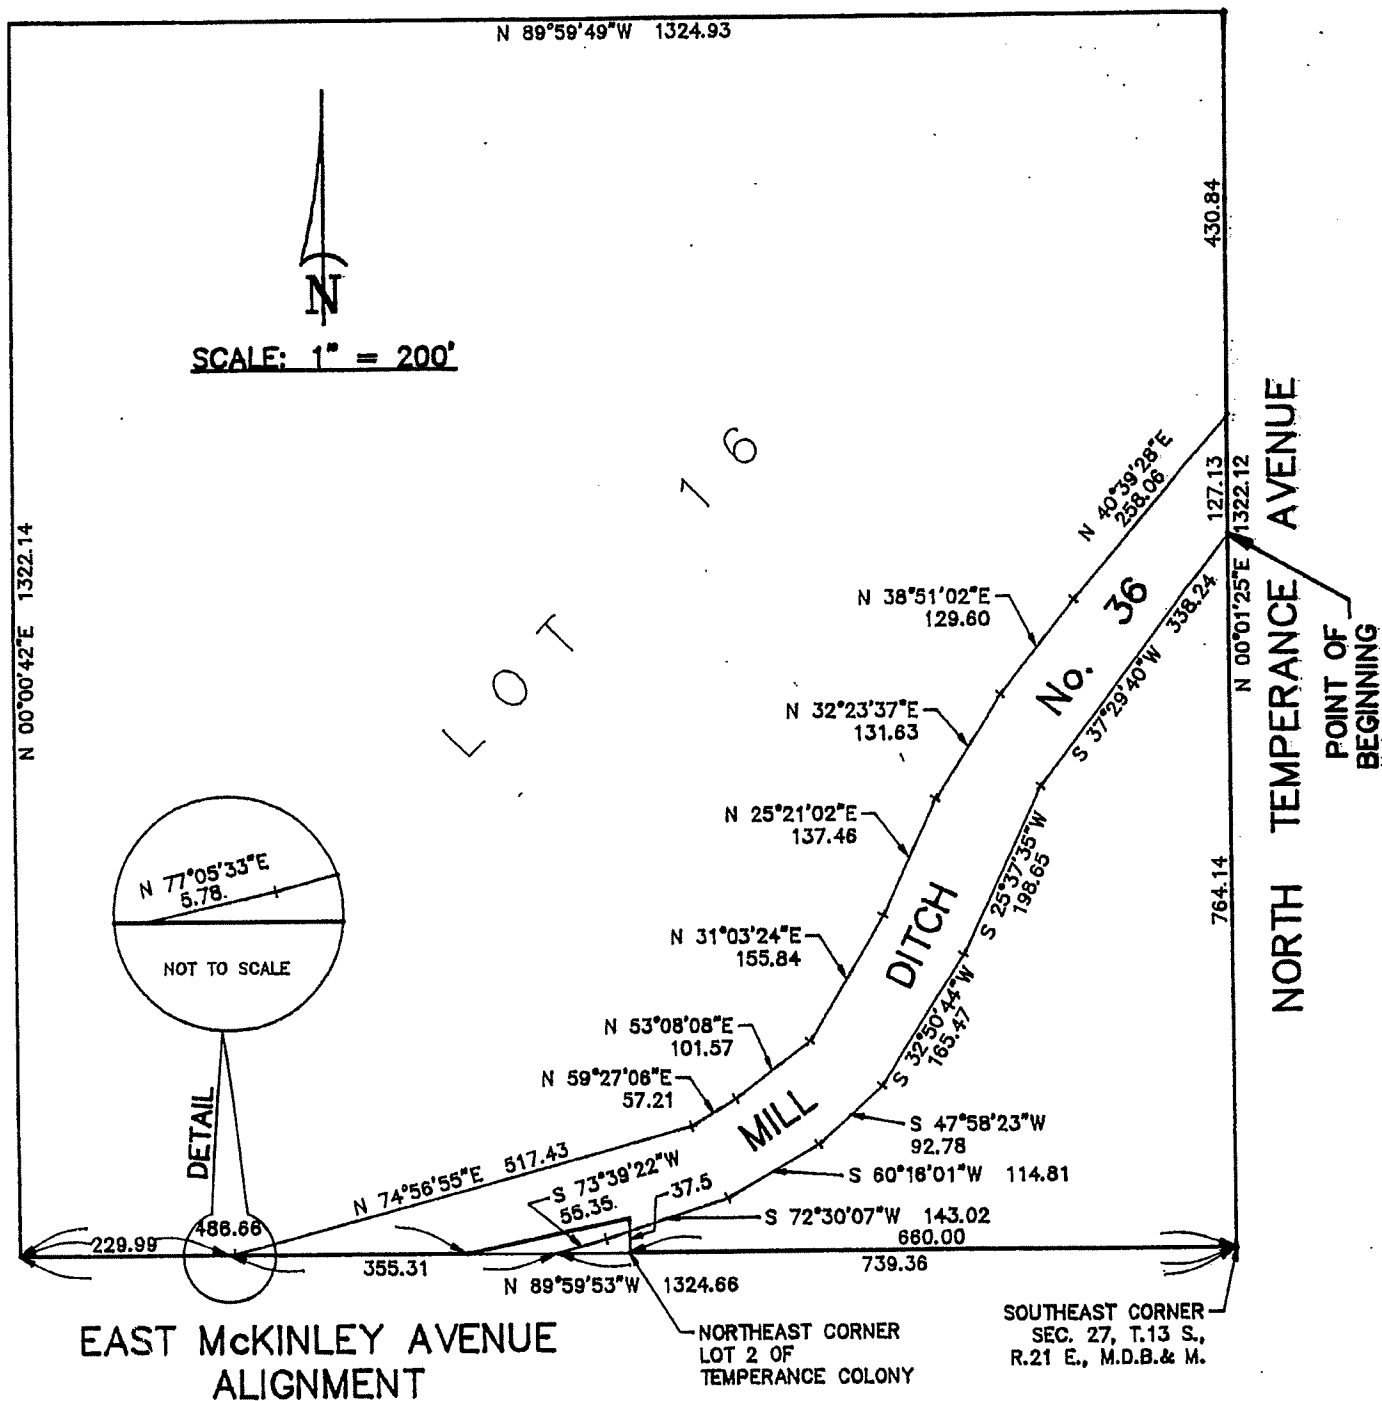 N 89°59'49"W 1324.93
430.84
N
SCALE: 1" = 200'
LOT 16
N 40°39'28"E
258.06
127.13
N 00°01'25"E 1322.12
NORTH TEMPERANCE AVENUE
N 00°00'42"E 1322.14
N 38°51'02"E
129.60
No. 36
S 37°29'40"W 338.24
POINT OF
BEGINNING
N 32°23'37"E
131.63
N 25°21'02"E
137.46
S 25°37'35"W
198.65
764.14
N 77°05'33"E
5.78
NOT TO SCALE
N 31°03'24"E
155.84
DITCH
S 32°50'44"W
165.47
N 53°08'08"E
101.57
N 59°27'06"E
57.21
MILL
DETAIL
S 47°58'23"W
92.78
N 74°56'55"E 517.43
S 73°39'22"W
55.35
37.5
S 60°16'01"W 114.81
S 72°30'07"W 143.02
486.66
660.00
229.99
355.31
739.36
N 89°59'53"W 1324.66
EAST McKINLEY AVENUE
ALIGNMENT
NORTHEAST CORNER
LOT 2 OF
TEMPERANCE COLONY
SOUTHEAST CORNER
SEC. 27, T.13 S.,
R.21 E., M.D.B.& M.